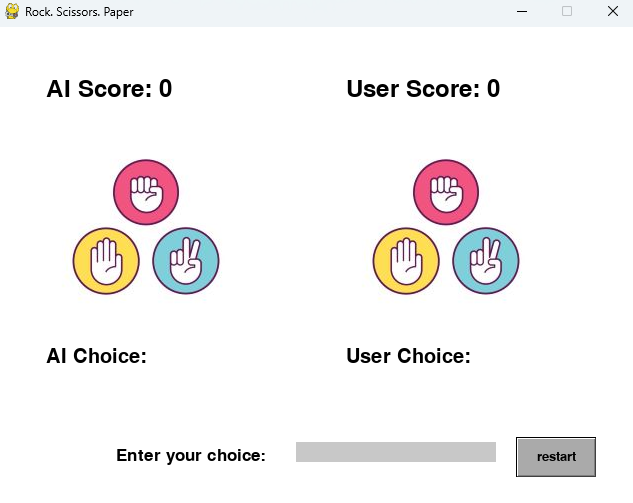 Rock. Scissors. Paper
AI Score: 0
User Score: 0
AI Choice:
User Choice:
Enter your choice:
restart